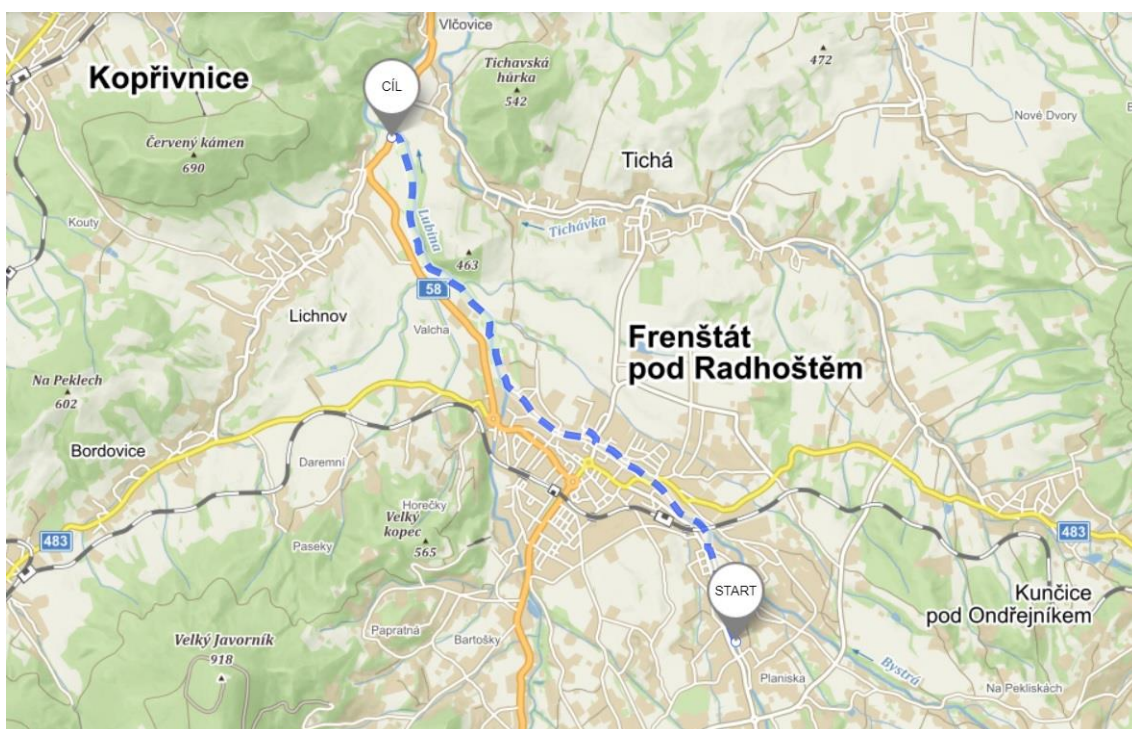 Vlčovice
Kopřivnice
CÍL
Tichavská
hůrka
542
472
Nové Dvory
Červený kámen
690
Tichá
Kouty
Lubina
Tichávka
463
58
Lichnov
Valcha
Frenštát
pod Radhoštěm
Na Peklech
602
Bordovice
Daremní
Horečky
Velký
kopec
565
483
Paseky
483
START
Kunčice
pod Ondřejníkem
Papratná
Bartošky
Velký Javorník
918
Bystrá
Planiska
Na Pekliskách